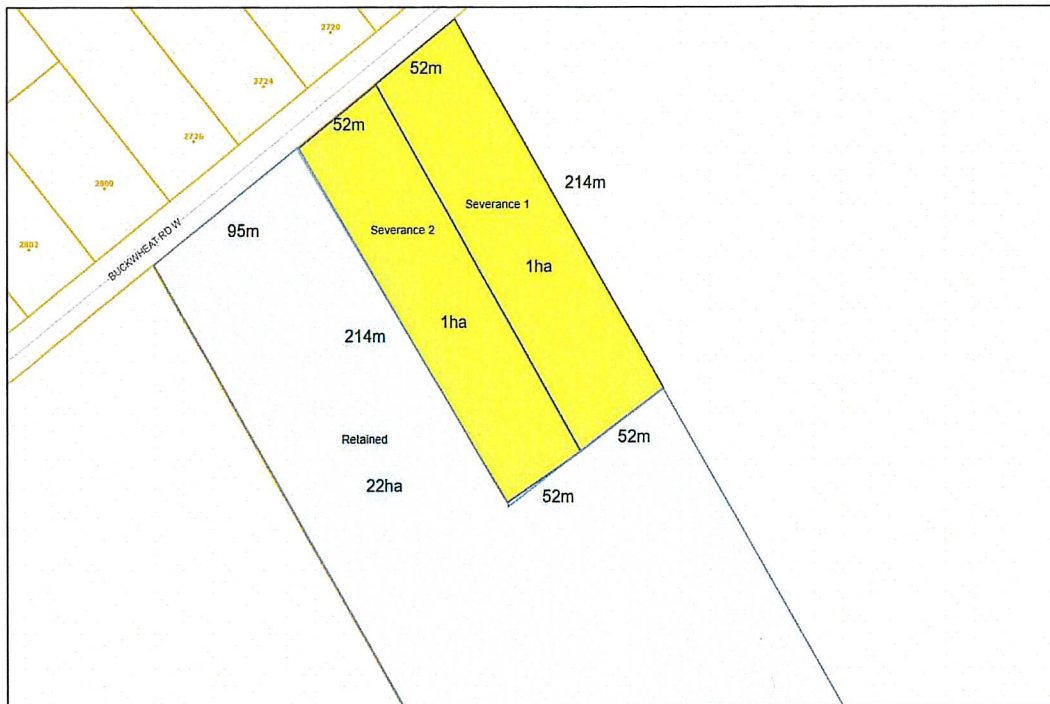 2720
2724
2726
2809
2802
BUCKWHEAT RD W
52m
52m
95m
214m
Severance 1
Severance 2
1ha
1ha
214m
Retained
22ha
52m
52m